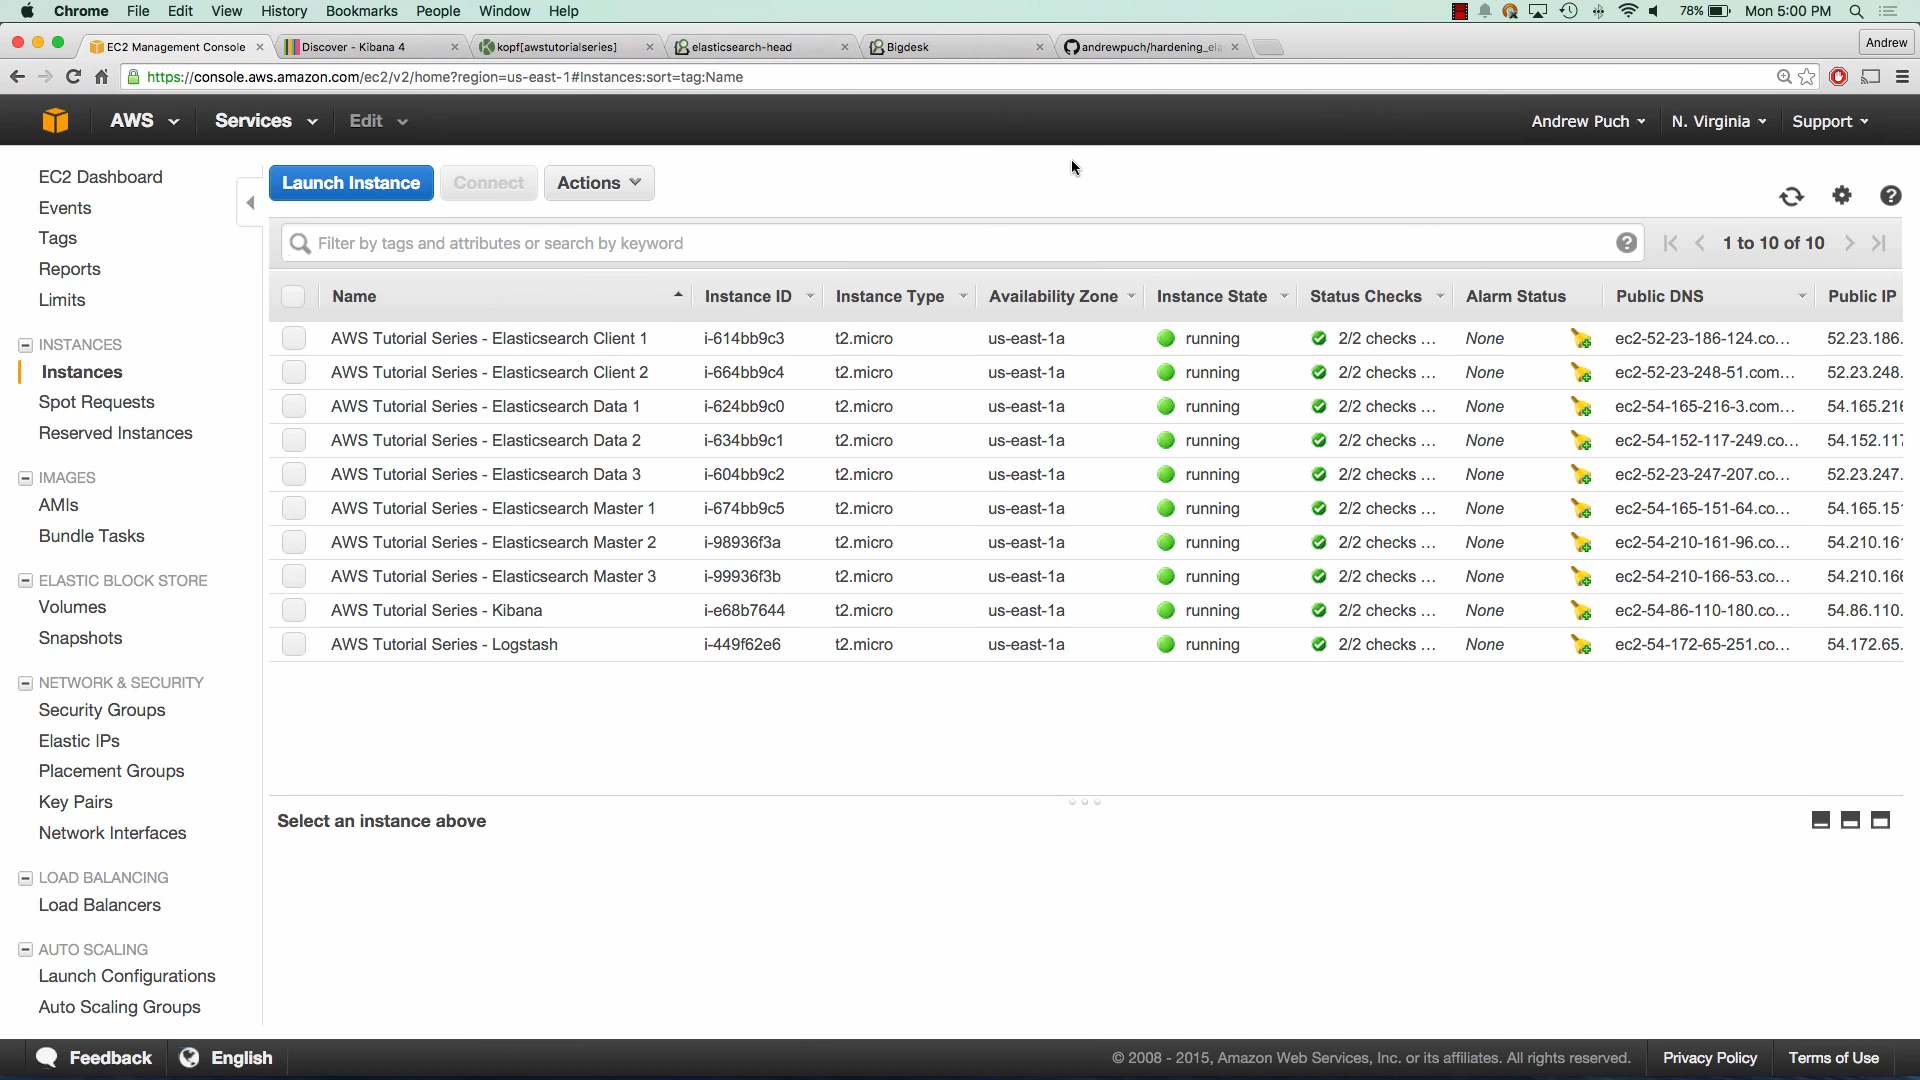 Chrome File Edit View History Bookmarks People Window Help 78% Mon 5:00 PM
EC2 Management Console Discover - Kibana 4 kopf[awstutorialseries] elasticsearch-head Bigdesk andrewpuch/hardening_ela Andrew
https://console.aws.amazon.com/ec2/v2/home?region=us-east-1#Instances:sort=tag:Name
AWS Services Edit Andrew Puch N. Virginia Support
EC2 Dashboard
Events
Tags
Reports
Limits
INSTANCES
Instances
Spot Requests
Reserved Instances
IMAGES
AMIs
Bundle Tasks
ELASTIC BLOCK STORE
Volumes
Snapshots
NETWORK & SECURITY
Security Groups
Elastic IPs
Placement Groups
Key Pairs
Network Interfaces
LOAD BALANCING
Load Balancers
AUTO SCALING
Launch Configurations
Auto Scaling Groups
Launch Instance Connect Actions
Filter by tags and attributes or search by keyword 1 to 10 of 10
Name Instance ID Instance Type Availability Zone Instance State Status Checks Alarm Status Public DNS Public IP
AWS Tutorial Series - Elasticsearch Client 1 i-614bb9c3 t2.micro us-east-1a running 2/2 checks ... None ec2-52-23-186-124.co... 52.23.186.
AWS Tutorial Series - Elasticsearch Client 2 i-664bb9c4 t2.micro us-east-1a running 2/2 checks ... None ec2-52-23-248-51.com... 52.23.248.
AWS Tutorial Series - Elasticsearch Data 1 i-624bb9c0 t2.micro us-east-1a running 2/2 checks ... None ec2-54-165-216-3.com... 54.165.216
AWS Tutorial Series - Elasticsearch Data 2 i-634bb9c1 t2.micro us-east-1a running 2/2 checks ... None ec2-54-152-117-249.co... 54.152.117
AWS Tutorial Series - Elasticsearch Data 3 i-604bb9c2 t2.micro us-east-1a running 2/2 checks ... None ec2-52-23-247-207.co... 52.23.247.
AWS Tutorial Series - Elasticsearch Master 1 i-674bb9c5 t2.micro us-east-1a running 2/2 checks ... None ec2-54-165-151-64.co... 54.165.151
AWS Tutorial Series - Elasticsearch Master 2 i-98936f3a t2.micro us-east-1a running 2/2 checks ... None ec2-54-210-161-96.co... 54.210.161
AWS Tutorial Series - Elasticsearch Master 3 i-99936f3b t2.micro us-east-1a running 2/2 checks ... None ec2-54-210-166-53.co... 54.210.166
AWS Tutorial Series - Kibana i-e68b7644 t2.micro us-east-1a running 2/2 checks ... None ec2-54-86-110-180.co... 54.86.110.
AWS Tutorial Series - Logstash i-449f62e6 t2.micro us-east-1a running 2/2 checks ... None ec2-54-172-65-251.co... 54.172.65.
Select an instance above
Feedback English © 2008 - 2015, Amazon Web Services, Inc. or its affiliates. All rights reserved. Privacy Policy Terms of Use